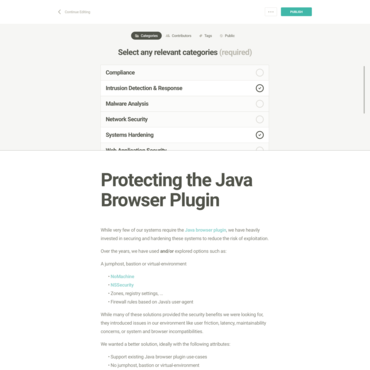 Continue Editing
Publish
Categories
Contributors
Tags
Publish
Select any relevant categories (required)
Compliance
Intrusion Detection & Response
Malware Analysis
Network Security
Systems Hardening
Web Application Security
Protecting the Java
Browser Plugin
While very few of our systems require the Java browser plugin, we have heavily
invested in securing and hardening these systems to reduce the risk of exploitation.
Over the years, we have used and/or explored options such as:
A jumphost, bastion or virtual-environment
• NoMachine
• NGSecurity
• Zones, registry settings, ...
• Firewall rules based on Java's user-agent
While many of these solutions provided the security benefits we were looking for,
they introduced issues in our environment like user friction, latency, maintainability
concerns, or system and browser incompatibilities.
We wanted a better solution, ideally with the following attributes:
• Support existing Java browser plugin use-cases
• No jumphost, bastion or virtual-environment